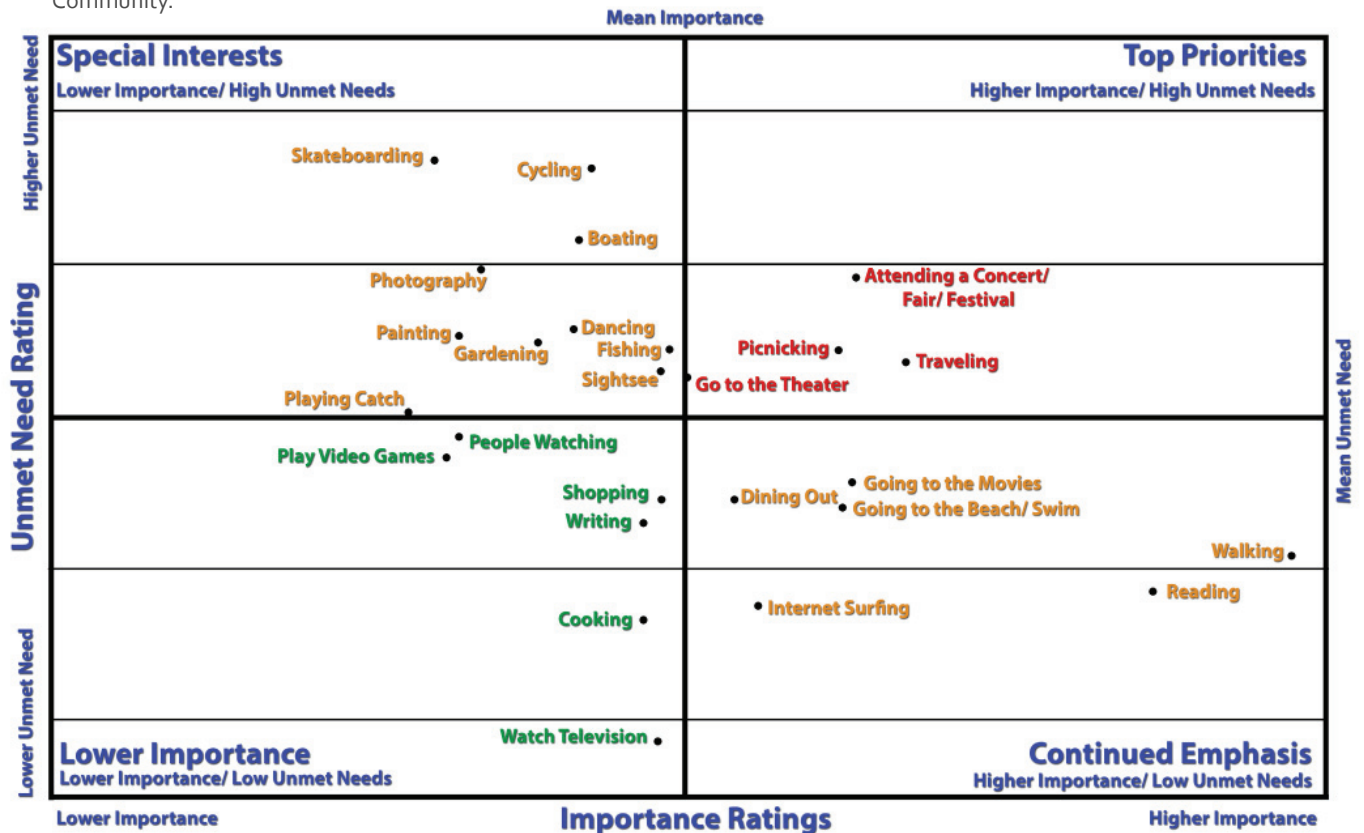 Community.
Mean Importance
Higher Unmet Need
Special Interests
Top Priorities
Lower Importance/ High Unmet Needs
Higher Importance/ High Unmet Needs
Skateboarding
Cycling
Boating
Photography
Attending a Concert/
Fair/ Festival
Painting
Dancing
Gardening
Fishing
Picnicking
Traveling
Sightsee
Go to the Theater
Playing Catch
Unmet Need Rating
Mean Unmet Need
People Watching
Play Video Games
Shopping
Dining Out
Going to the Movies
Going to the Beach/ Swim
Writing
Walking
Reading
Internet Surfing
Cooking
Lower Unmet Need
Watch Television
Lower Importance
Continued Emphasis
Lower Importance/ Low Unmet Needs
Higher Importance/ Low Unmet Needs
Lower Importance
Importance Ratings
Higher Importance